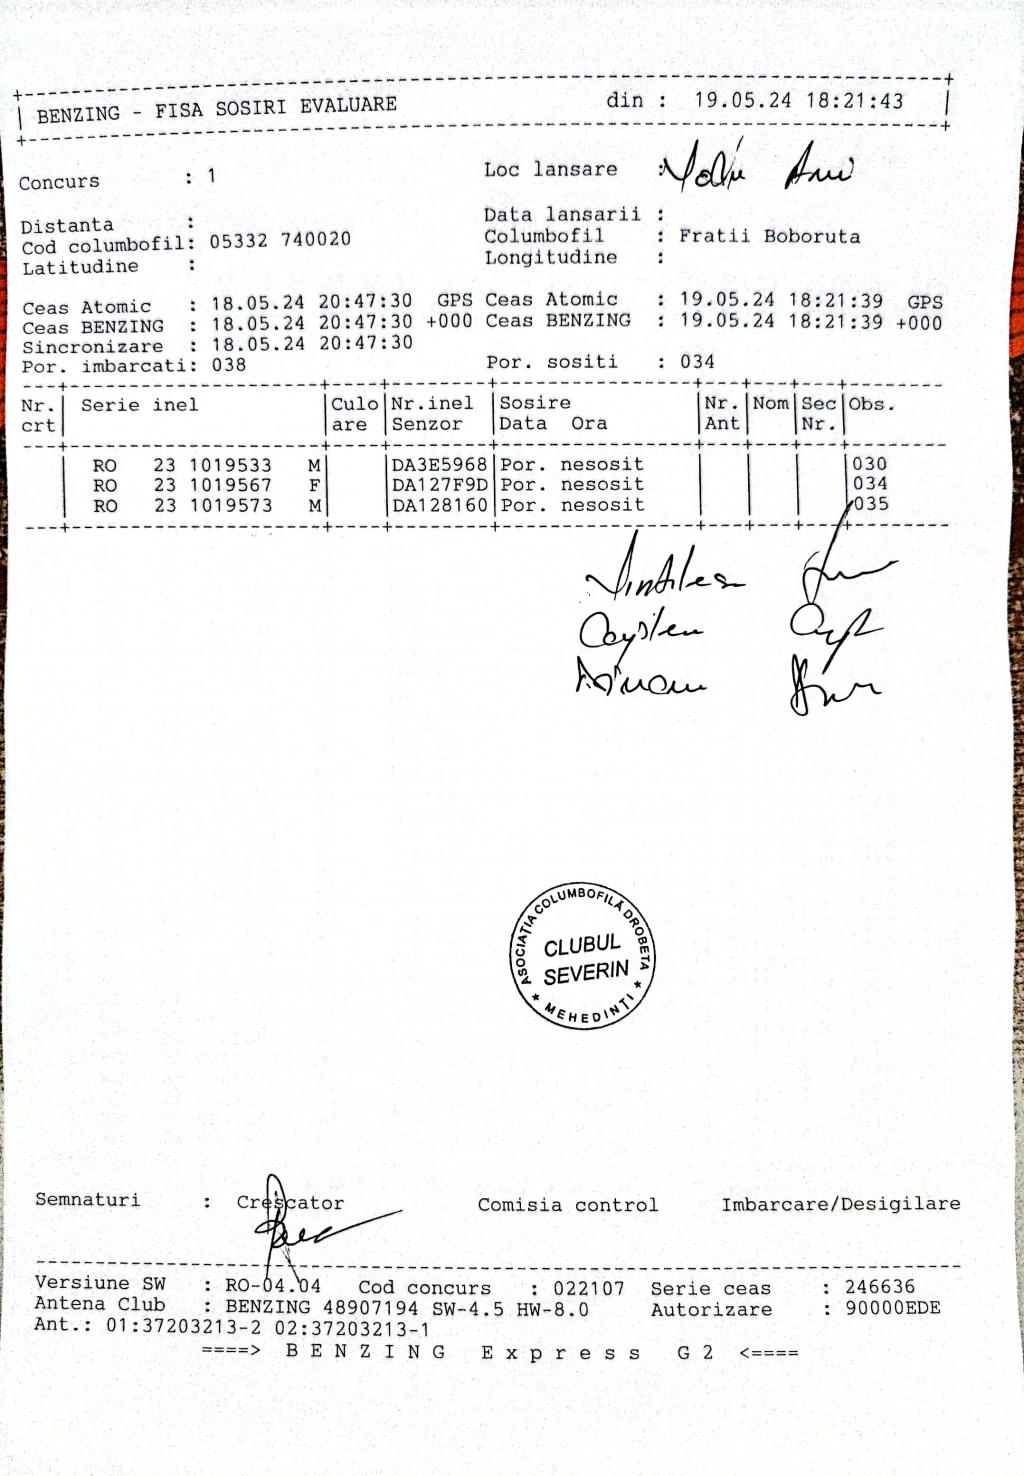 BENZING - FISA SOSIRI EVALUARE din : 19.05.24 18:21:43
Concurs : 1 Loc lansare :
Distanta : Data lansarii :
Cod columbofil: 05332 740020 Columbofil : Fratii Boboruta
Latitudine : Longitudine :
Ceas Atomic : 18.05.24 20:47:30 GPS Ceas Atomic : 19.05.24 18:21:39 GPS
Ceas BENZING : 18.05.24 20:47:30 +000 Ceas BENZING : 19.05.24 18:21:39 +000
Sincronizare : 18.05.24 20:47:30
Por. imbarcati: 038 Por. sositi : 034
Nr. Serie inel Culo Nr.inel Sosire Nr. Nom Sec Obs.
crt are Senzor Data Ora Ant Nr.
RO 23 1019533 M DA3E5968 Por. nesosit 030
RO 23 1019567 F DA127F9D Por. nesosit 034
RO 23 1019573 M DA128160 Por. nesosit 035
ASOCIAŢIA COLUMBOFILĂ DROBETA
CLUBUL
SEVERIN
* MEHEDINTI *
Semnaturi : Crescator Comisia control Imbarcare/Desigilare
Versiune SW : RO-04.04 Cod concurs : 022107 Serie ceas : 246636
Antena Club : BENZING 48907194 SW-4.5 HW-8.0 Autorizare : 90000EDE
Ant.: 01:37203213-2 02:37203213-1
====> B E N Z I N G E x p r e s s G 2 <====